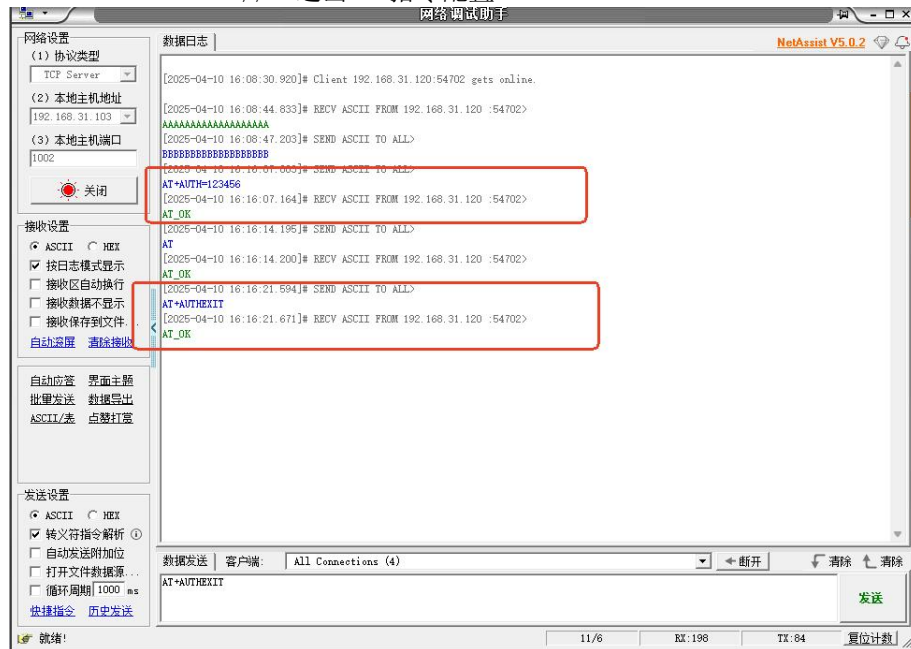 网络调试助手
网络设置
(1) 协议类型
TCP Server
(2) 本地主机地址
192.168.31.103
(3) 本地主机端口
1002
关闭
接收设置
ASCII HEX
按日志模式显示
接收区自动换行
接收数据不显示
接收保存到文件...
自动滚屏 清除接收
自动应答 界面主题
批量发送 数据导出
ASCII/表 点赞打赏
发送设置
ASCII HEX
转义符指令解析
自动发送附加位
打开文件数据源...
循环周期 1000 ms
快捷指令 历史发送
数据日志
NetAssist V5.0.2
[2025-04-10 16:08:30.920]# Client 192.168.31.120:54702 gets online.
[2025-04-10 16:08:44.833]# RECV ASCII FROM 192.168.31.120 :54702>
AAAAAAAAAAAAAAAAAAA
[2025-04-10 16:08:47.203]# SEND ASCII TO ALL>
BBBBBBBBBBBBBBBBBBB
SEND ASCII TO ALL>
AT+AUTH=123456
[2025-04-10 16:16:07.164]# RECV ASCII FROM 192.168.31.120 :54702>
AT_OK
[2025-04-10 16:16:14.195]# SEND ASCII TO ALL>
AT
[2025-04-10 16:16:14.200]# RECV ASCII FROM 192.168.31.120 :54702>
AT_OK
[2025-04-10 16:16:21.594]# SEND ASCII TO ALL>
AT+AUTHEXIT
[2025-04-10 16:16:21.671]# RECV ASCII FROM 192.168.31.120 :54702>
AT_OK
数据发送 客户端: All Connections (4) 断开 清除 清除
AT+AUTHEXIT
发送
就绪! 11/6 RX:198 TX:84 复位计数